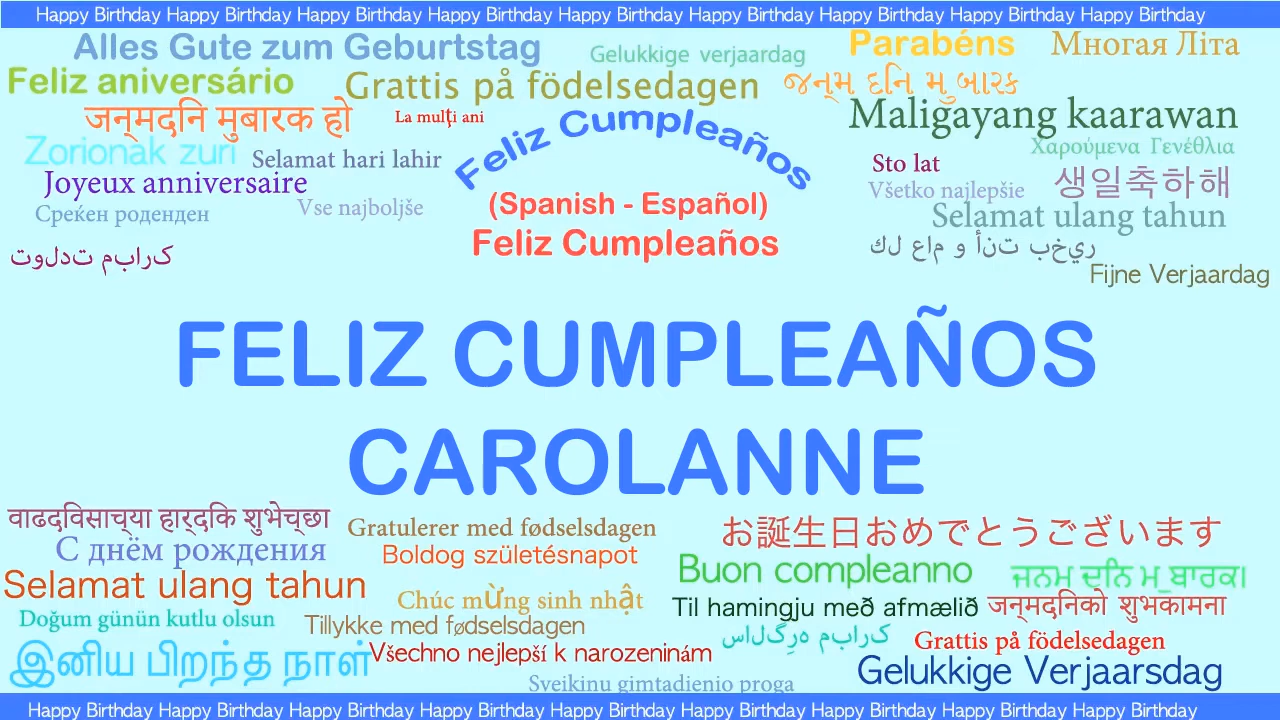 Happy Birthday Happy Birthday Happy Birthday Happy Birthday Happy Birthday Happy Birthday Happy Birthday Happy Birthday Happy Birthday
Alles Gute zum Geburtstag
Gelukkige verjaardag
Parabéns
Многая Літа
Feliz aniversário
Grattis på födelsedagen
જન્મ દિન મુબારક
जन्मदिन मुबारक हो
La mulţi ani
Feliz Cumpleaños
Maligayang kaarawan
Zorionak zuri
Selamat hari lahir
Sto lat
Χαρούμενα Γενέθλια
Joyeux anniversaire
(Spanish - Español)
Všetko najlepšie
생일축하해
Среќен роденден
Vse najboljše
Feliz Cumpleaños
Selamat ulang tahun
تولدت مبارک
كل عام و أنت بخير
Fijne Verjaardag
FELIZ CUMPLEAÑOS
CAROLANNE
वाढदिवसाच्या हार्दिक शुभेच्छा
Gratulerer med fødselsdagen
お誕生日おめでとうございます
С днём рождения
Boldog születésnapot
Buon compleanno
ਜਨਮ ਦਿਨ ਮੁਬਾਰਕ।
Selamat ulang tahun
Chúc mừng sinh nhật
Til hamingju með afmælið
जन्मदिनको शुभकामना
Doğum günün kutlu olsun
Tillykke med fødselsdagen
سالگرہ مبارک
Grattis på födelsedagen
இனிய பிறந்த நாள்
Všechno nejlepší k narozeninám
Gelukkige Verjaarsdag
Sveikinu gimtadienio proga
Happy Birthday Happy Birthday Happy Birthday Happy Birthday Happy Birthday Happy Birthday Happy Birthday Happy Birthday Happy Birthday